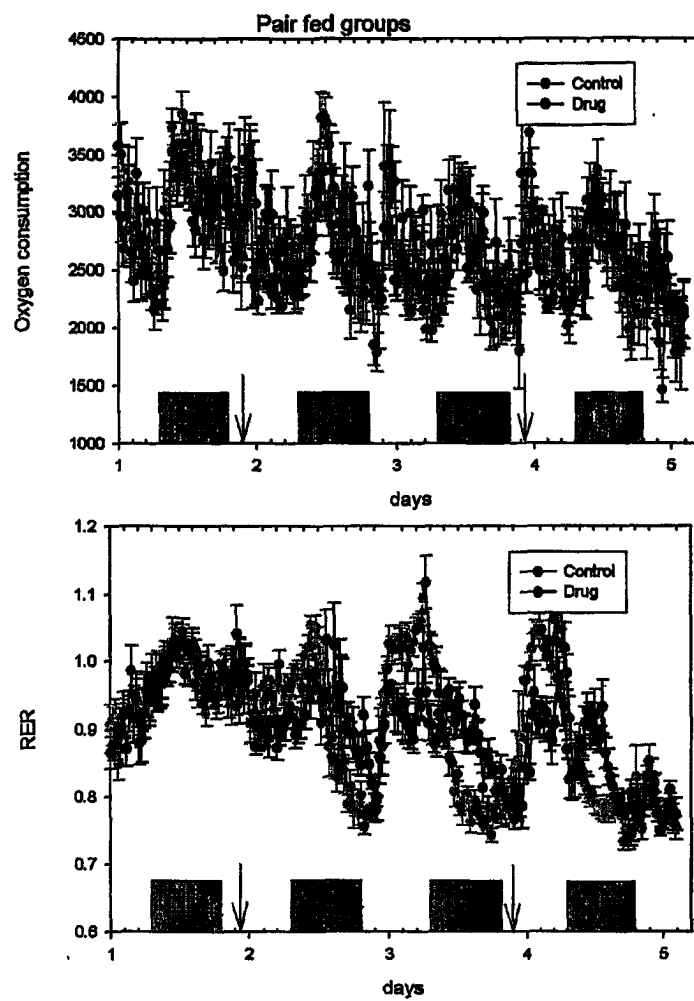 Pair fed groups
4500
4000
3500
3000
2500
2000
1500
1000
Oxygen consumption
Control
Drug
1 2 3 4 5
days
1.2
1.1
1.0
0.9
0.8
0.7
0.6
RER
Control
Drug
1 2 3 4 5
days